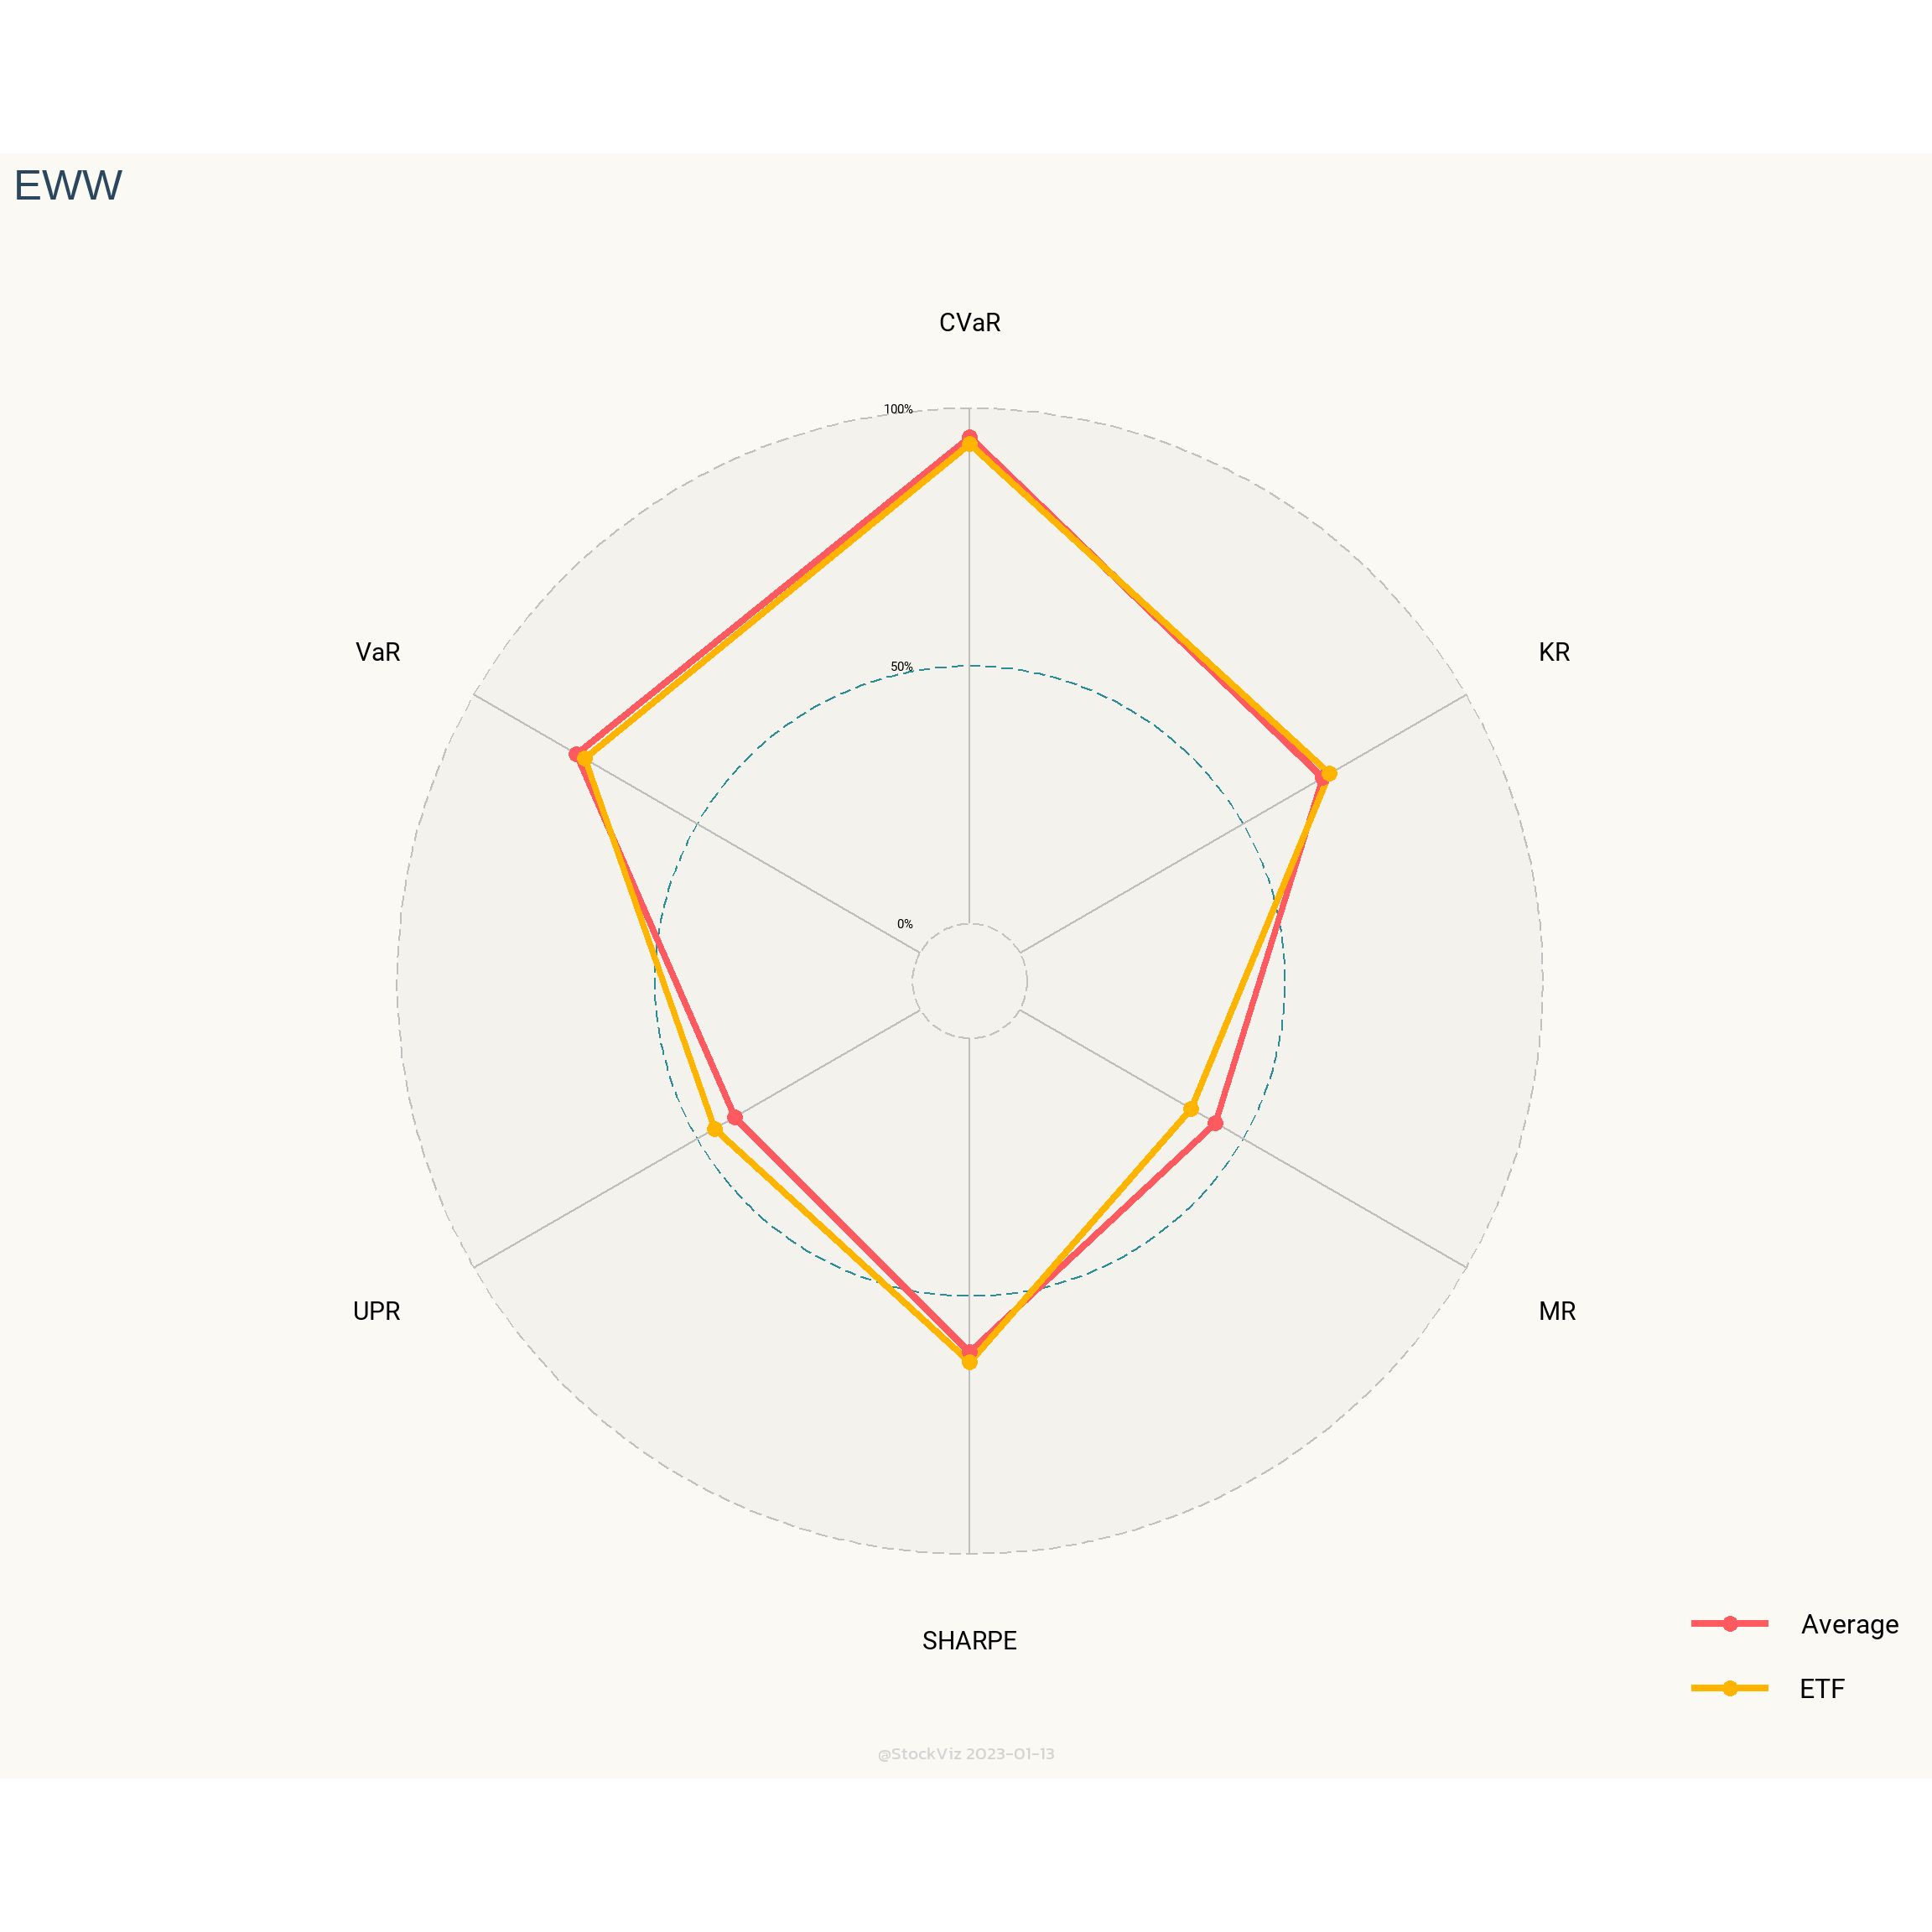 EWW
CVaR
100%
VaR
KR
50%
0%
UPR
MR
SHARPE
Average
ETF
@StockViz 2023-01-13